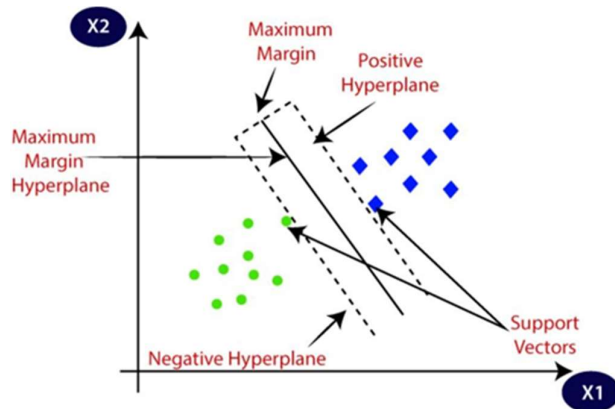 X2
Maximum
Margin
Positive
Hyperplane
Maximum
Margin
Hyperplane
Support
Vectors
Negative Hyperplane
X1